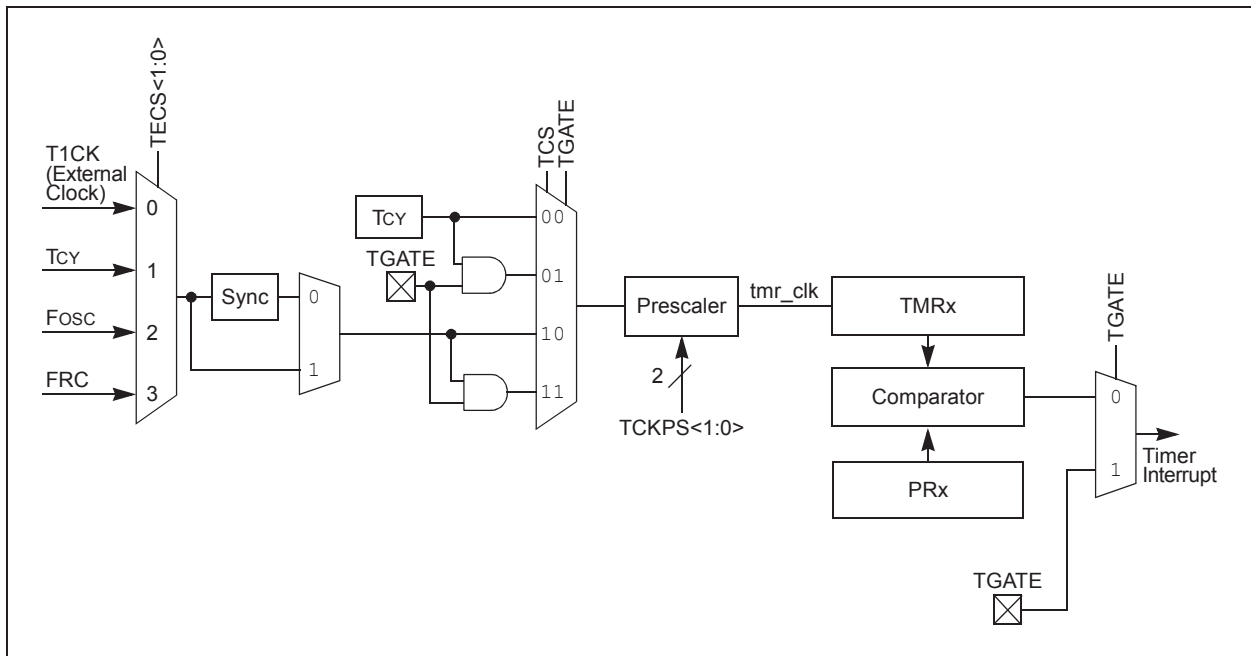 TECS<1:0>
T1CK
(External
Clock)
0
TCY
1
FOSC
2
FRC
3
Sync
0
1
TCS
TGATE
TCY
TGATE
00
01
10
11
Prescaler
2
TCKPS<1:0>
tmr_clk
TMRx
Comparator
PRx
TGATE
0
1
Timer
Interrupt
TGATE